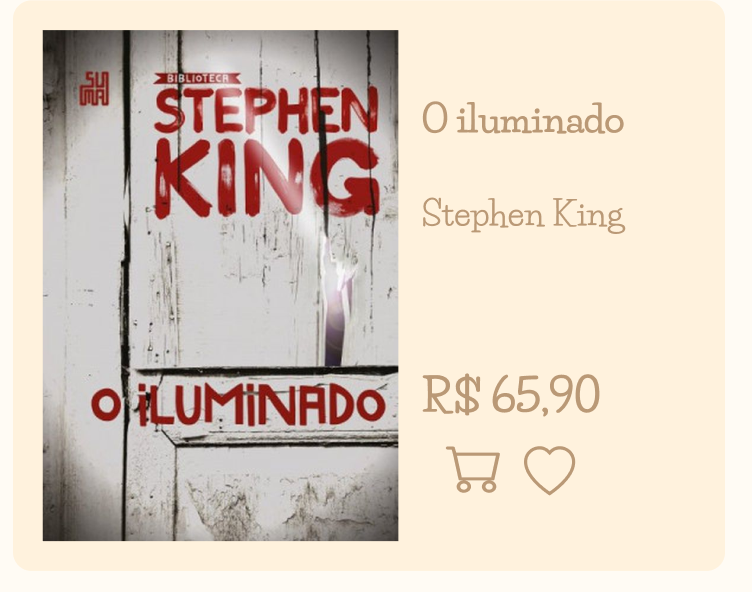 SUMA
BIBLIOTECA
STEPHEN
KING
O iLUMiNADO
O iluminado
Stephen King
R$ 65,90